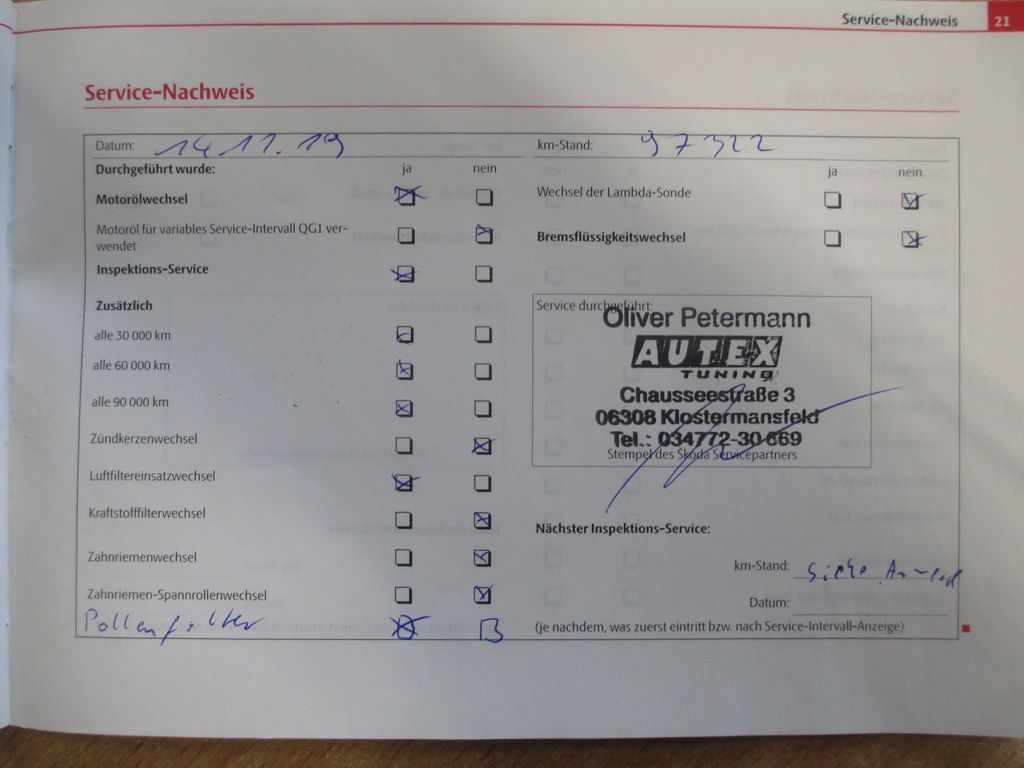 Service-Nachweis 21
Service-Nachweis
Datum: 14.11.19
km-Stand: 97322
Durchgeführt wurde: ja nein
Motorölwechsel
Motoröl für variables Service-Intervall QG1 ver-
wendet
Inspektions-Service
Zusätzlich
alle 30 000 km
alle 60 000 km
alle 90 000 km
Zündkerzenwechsel
Luftfiltereinsatzwechsel
Kraftstofffilterwechsel
Zahnriemenwechsel
Zahnriemen-Spannrollenwechsel
Pollenfilter
ja nein
Wechsel der Lambda-Sonde
Bremsflüssigkeitswechsel
Service durchgeführt:
Oliver Petermann
AUTEX
TUNING
Chausseestraße 3
06308 Klostermansfeld
Tel.: 034772-30 669
Stempel des Škoda Servicepartners
Nächster Inspektions-Service:
km-Stand: Siehe
Datum:
(je nachdem, was zuerst eintritt bzw. nach Service-Intervall-Anzeige)